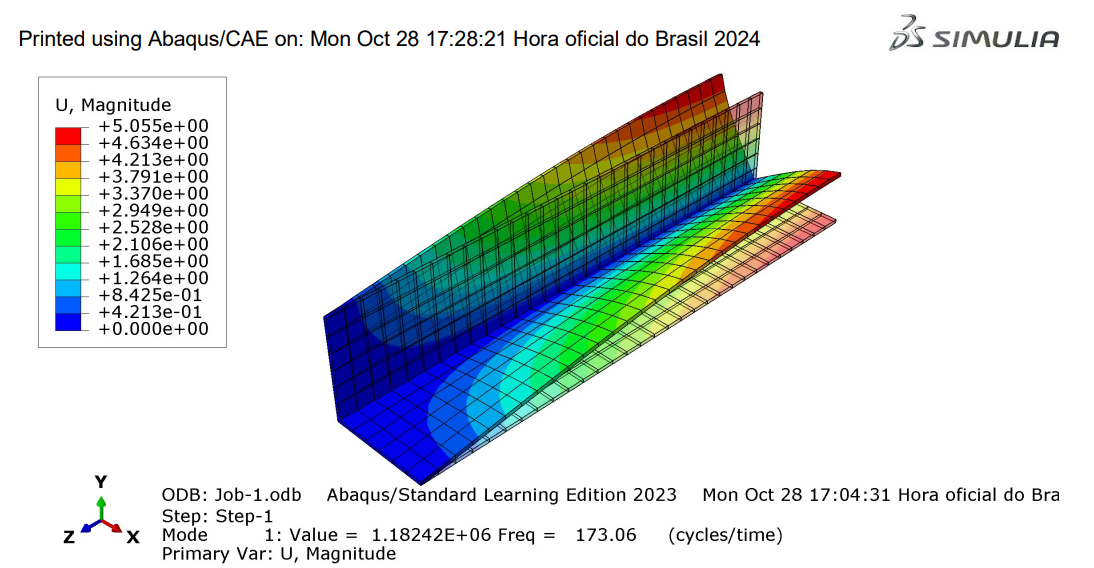 Printed using Abaqus/CAE on: Mon Oct 28 17:28:21 Hora oficial do Brasil 2024
SIMULIA
U, Magnitude
+5.055e+00
+4.634e+00
+4.213e+00
+3.791e+00
+3.370e+00
+2.949e+00
+2.528e+00
+2.106e+00
+1.685e+00
+1.264e+00
+8.425e-01
+4.213e-01
+0.000e+00
Y
Z X
ODB: Job-1.odb Abaqus/Standard Learning Edition 2023 Mon Oct 28 17:04:31 Hora oficial do Bra
Step: Step-1
Mode 1: Value = 1.18242E+06 Freq = 173.06 (cycles/time)
Primary Var: U, Magnitude